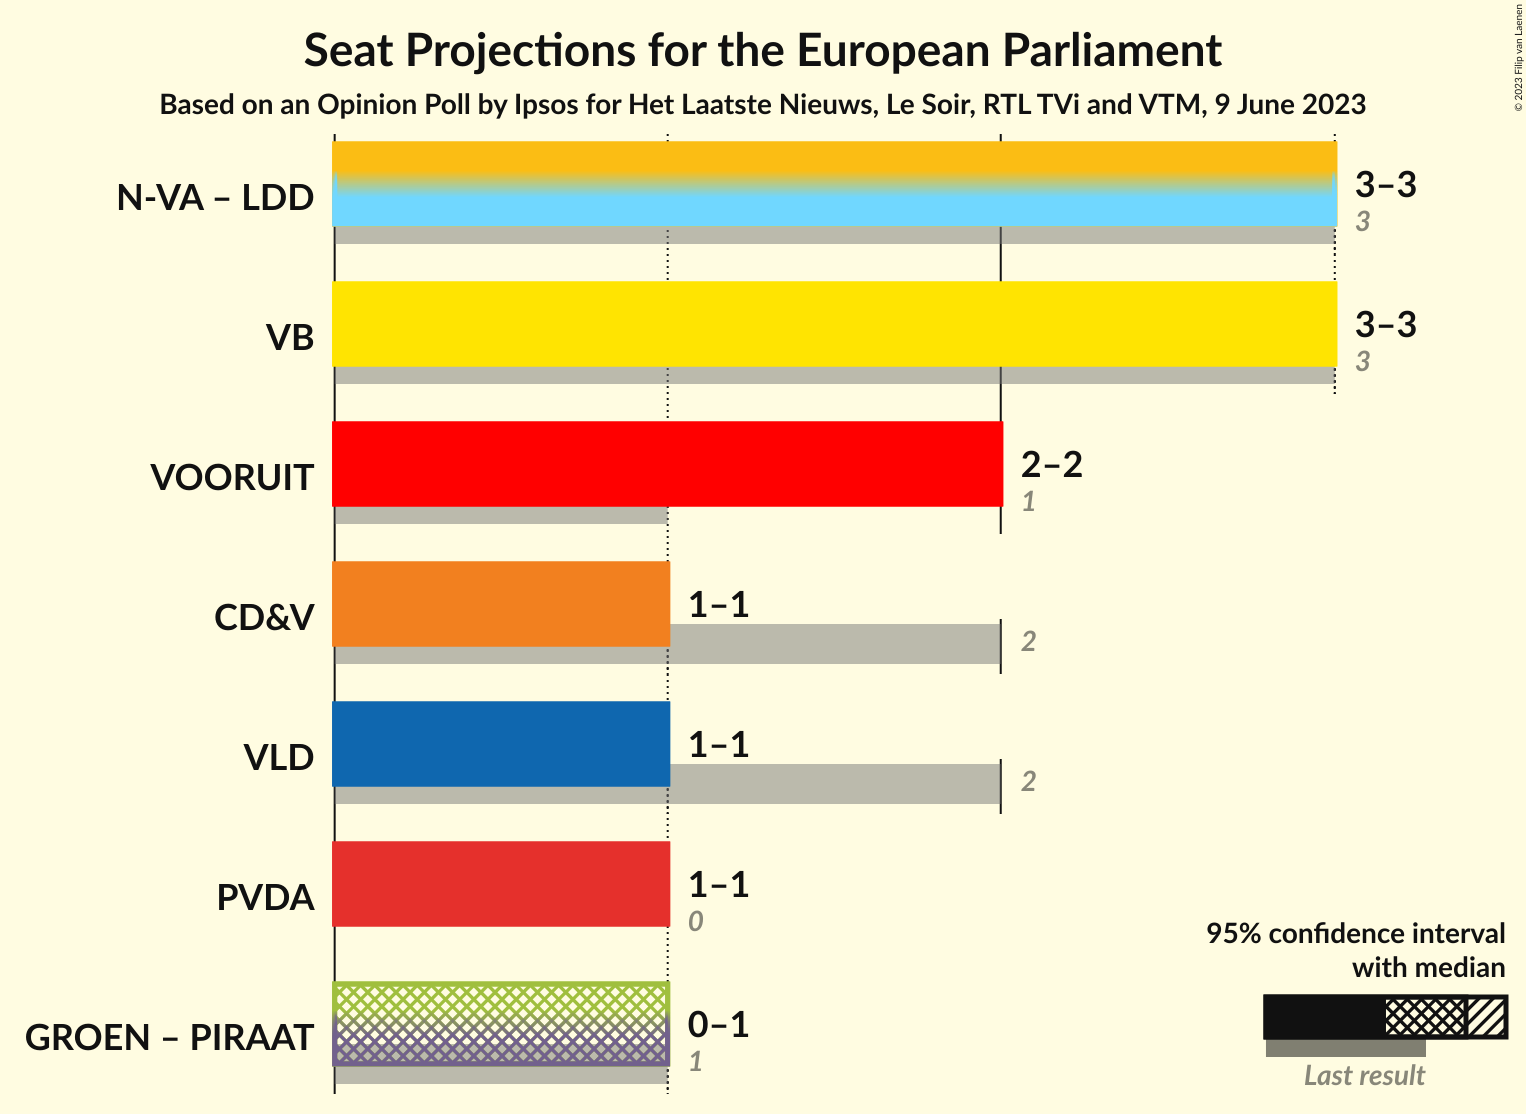 Seat Projections for the European Parliament
Based on an Opinion Poll by Ipsos for Het Laatste Nieuws, Le Soir, RTL TVi and VTM, 9 June 2023
© 2023 Filip van Laenen
N-VA – LDD
3–3
3
VB
3–3
3
VOORUIT
2–2
1
CD&V
1–1
2
VLD
1–1
2
PVDA
1–1
0
GROEN – PIRAAT
0–1
1
95% confidence interval
with median
Last result